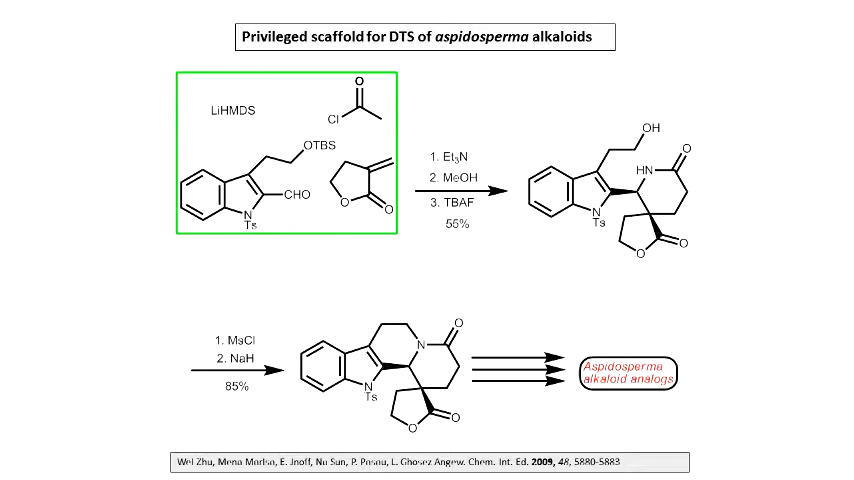 Privileged scaffold for DTS of aspidosperma alkaloids
LiHMDS
O
Cl
OTBS
CHO
N
Ts
O
O
1. Et₃N
2. MeOH
3. TBAF
55%
OH
O
HN
N
Ts
O
O
1. MsCl
2. NaH
85%
O
N
N
Ts
O
O
Aspidosperma
alkaloid analogs
Wei Zhu, Mena Marisa, E. Jnoff, Nu Sun, P. Pasau, L. Ghosez Angew. Chem. Int. Ed. 2009, 48, 5880-5883